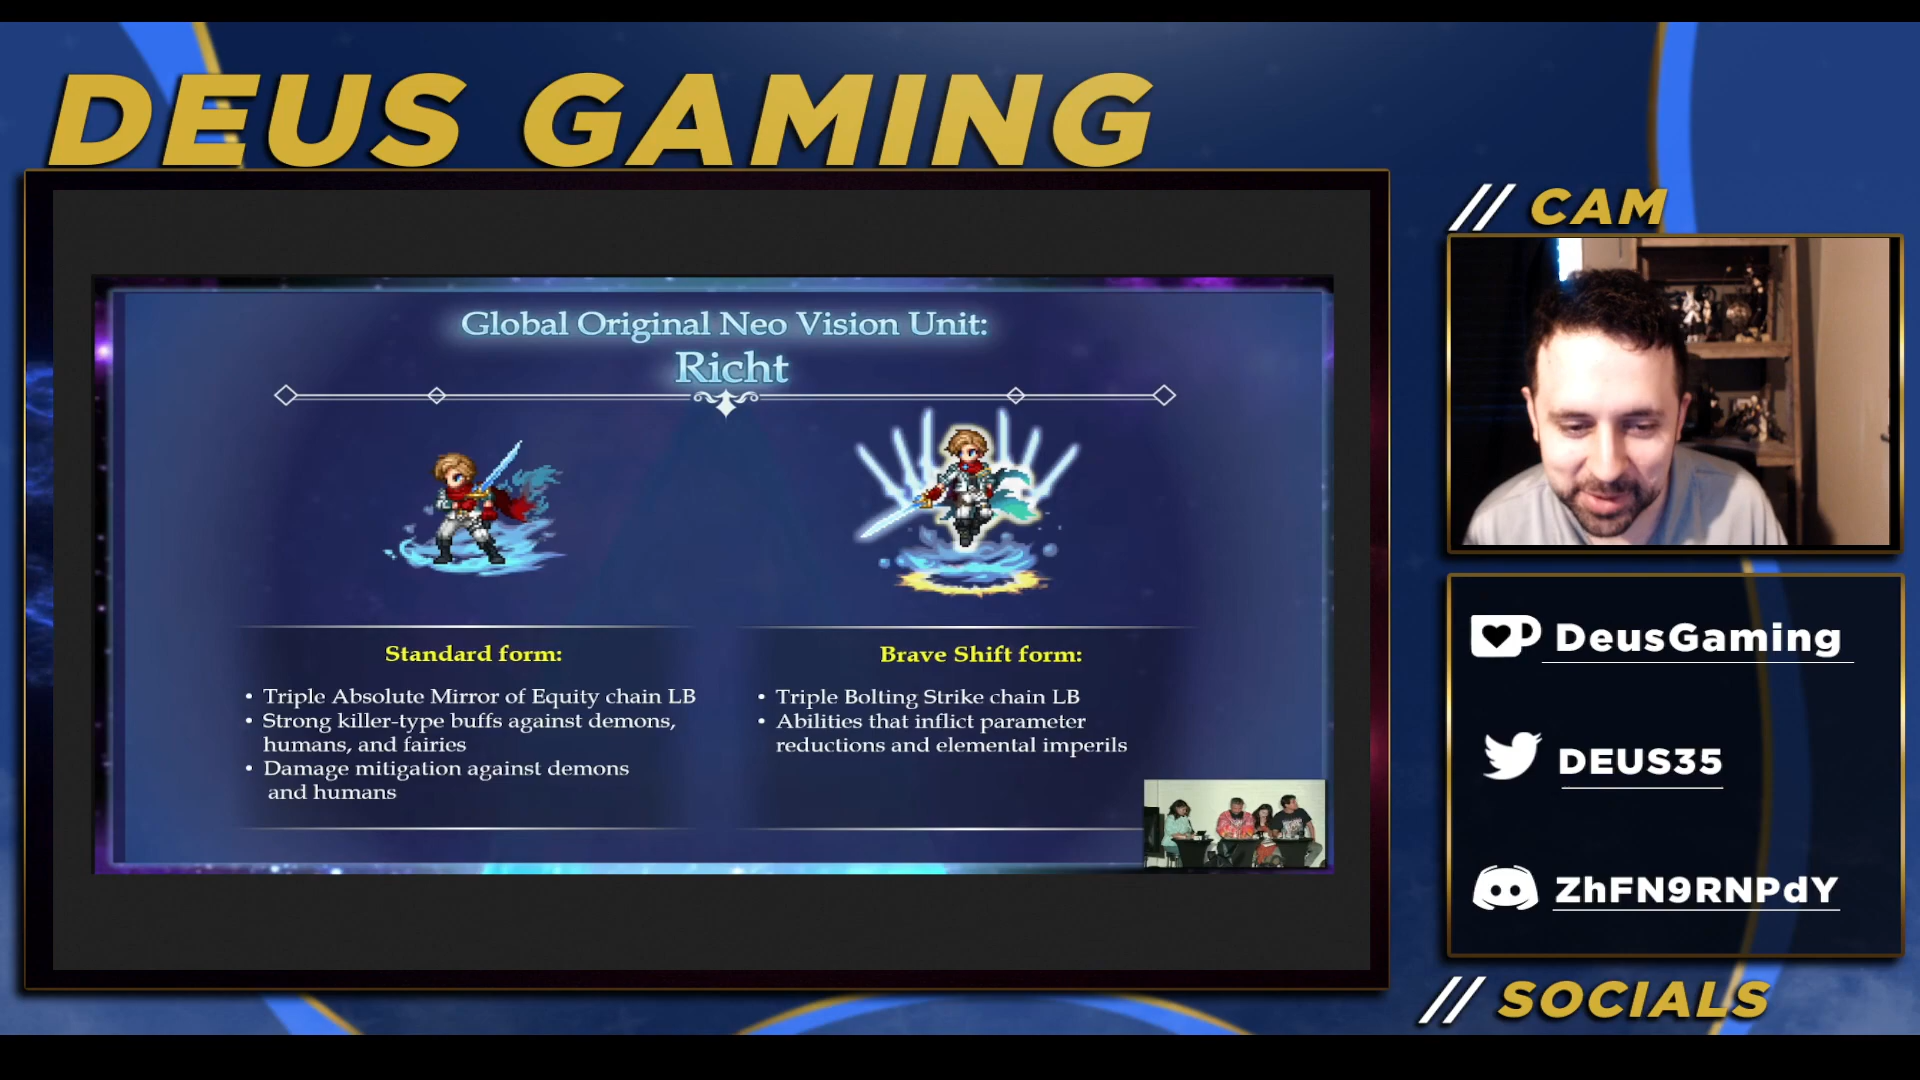 DEUS GAMING
// CAM
Global Original Neo Vision Unit:
Richt
Standard form:
• Triple Absolute Mirror of Equity chain LB
• Strong killer-type buffs against demons,
humans, and fairies
• Damage mitigation against demons
and humans
Brave Shift form:
• Triple Bolting Strike chain LB
• Abilities that inflict parameter
reductions and elemental imperils
DeusGaming
DEUS35
ZhFN9RNPdY
// SOCIALS